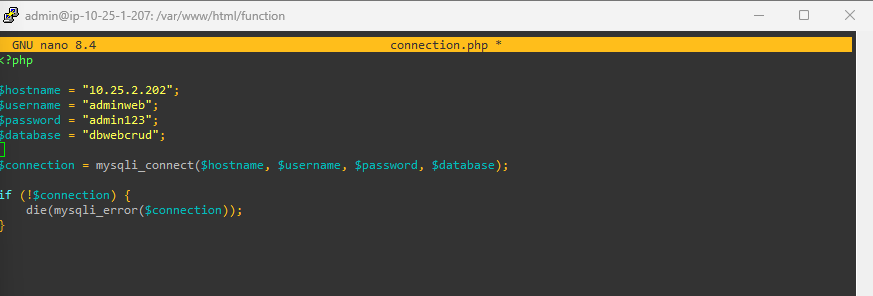 admin@ip-10-25-1-207: /var/www/html/function
GNU nano 8.4 connection.php *
<?php
$hostname = "10.25.2.202";
$username = "adminweb";
$password = "admin123";
$database = "dbwebcrud";
$connection = mysqli_connect($hostname, $username, $password, $database);
if (!$connection) {
die(mysqli_error($connection));
}